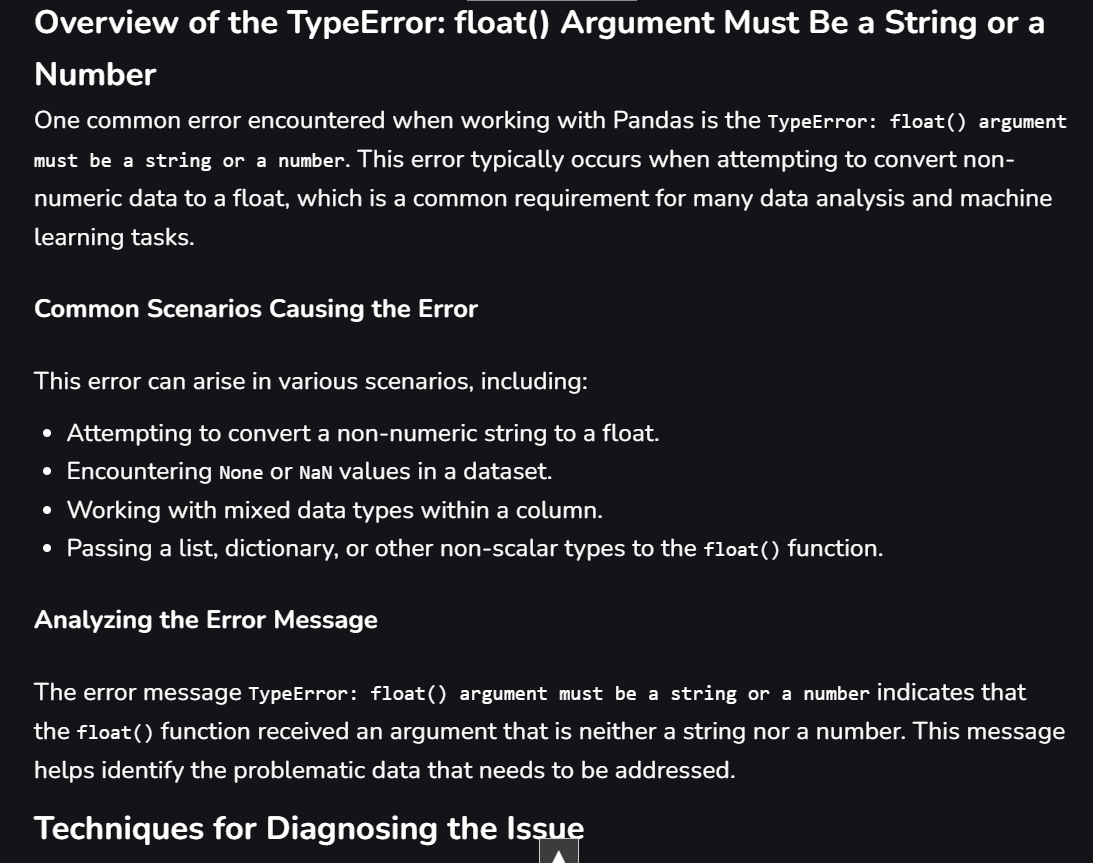 Overview of the TypeError: float() Argument Must Be a String or a
Number
One common error encountered when working with Pandas is the TypeError: float() argument
must be a string or a number. This error typically occurs when attempting to convert non-
numeric data to a float, which is a common requirement for many data analysis and machine
learning tasks.
Common Scenarios Causing the Error
This error can arise in various scenarios, including:
• Attempting to convert a non-numeric string to a float.
• Encountering None or NaN values in a dataset.
• Working with mixed data types within a column.
• Passing a list, dictionary, or other non-scalar types to the float() function.
Analyzing the Error Message
The error message TypeError: float() argument must be a string or a number indicates that
the float() function received an argument that is neither a string nor a number. This message
helps identify the problematic data that needs to be addressed.
Techniques for Diagnosing the Issue